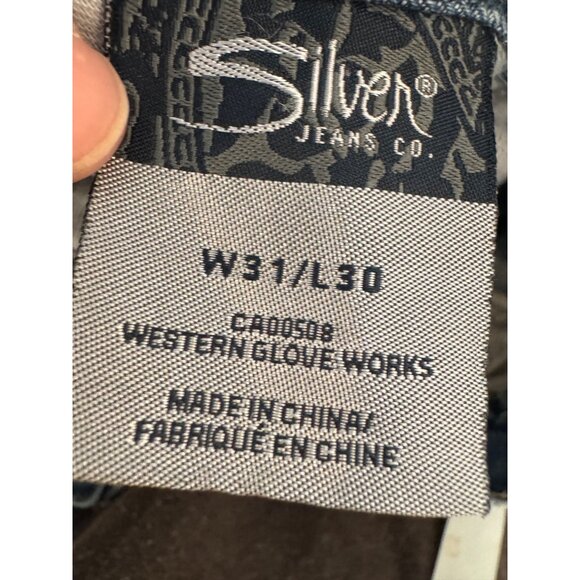 Silver®
JEANS CO.
W31/L30
CA00508
WESTERN GLOVE WORKS
MADE IN CHINA/
FABRIQUÉ EN CHINE